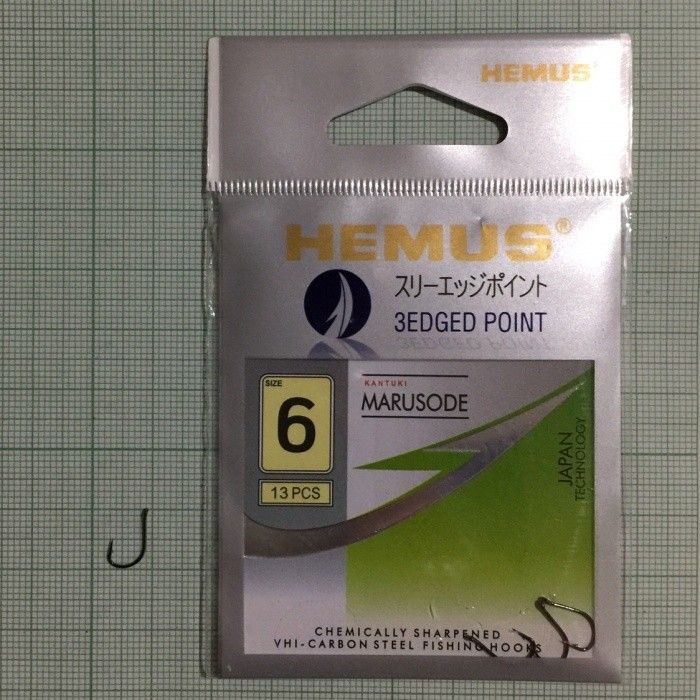 HEMUS®
HEMUS®
スリーエッジポイント
3EDGED POINT
SIZE
6
13 PCS
KANTUKI
MARUSODE
JAPAN
TECHNOLOGY
CHEMICALLY SHARPENED
VHI-CARBON STEEL FISHING HOOKS